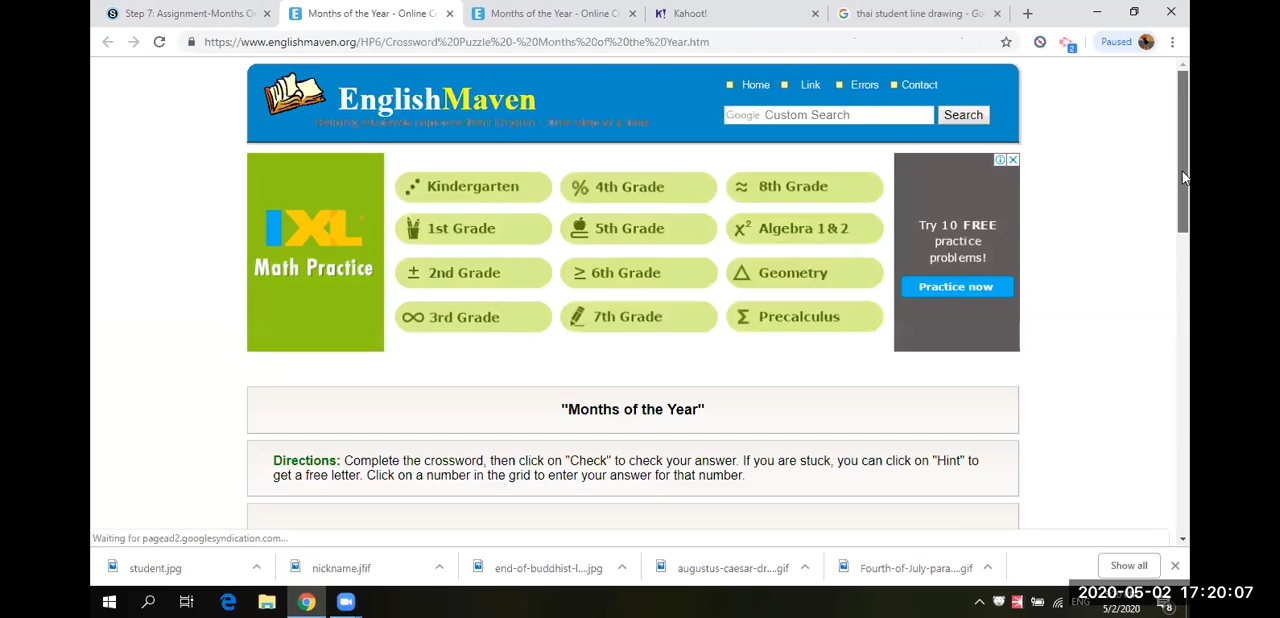 Step 7: Assignment-Months O
Months of the Year - Online C
Months of the Year - Online C
K! Kahoot!
thai student line drawing - Go
https://www.englishmaven.org/HP6/Crossword%20Puzzle%20-%20Months%20of%20the%20Year.htm
2
Paused
EnglishMaven
Home Link Errors Contact
Google Custom Search Search
IXL
Math Practice
Kindergarten
1st Grade
2nd Grade
3rd Grade
4th Grade
5th Grade
6th Grade
7th Grade
8th Grade
Algebra 1 & 2
Geometry
Precalculus
Try 10 FREE
practice
problems!
Practice now
"Months of the Year"
Directions: Complete the crossword, then click on "Check" to check your answer. If you are stuck, you can click on "Hint" to
get a free letter. Click on a number in the grid to enter your answer for that number.
Waiting for pagead2.googlesyndication.com...
student.jpg
nickname.jfif
end-of-buddhist-l....jpg
augustus-caesar-dr....gif
Fourth-of-July-para....gif
Show all
ENG
2020-05-02 17:20:07
5/2/2020
8